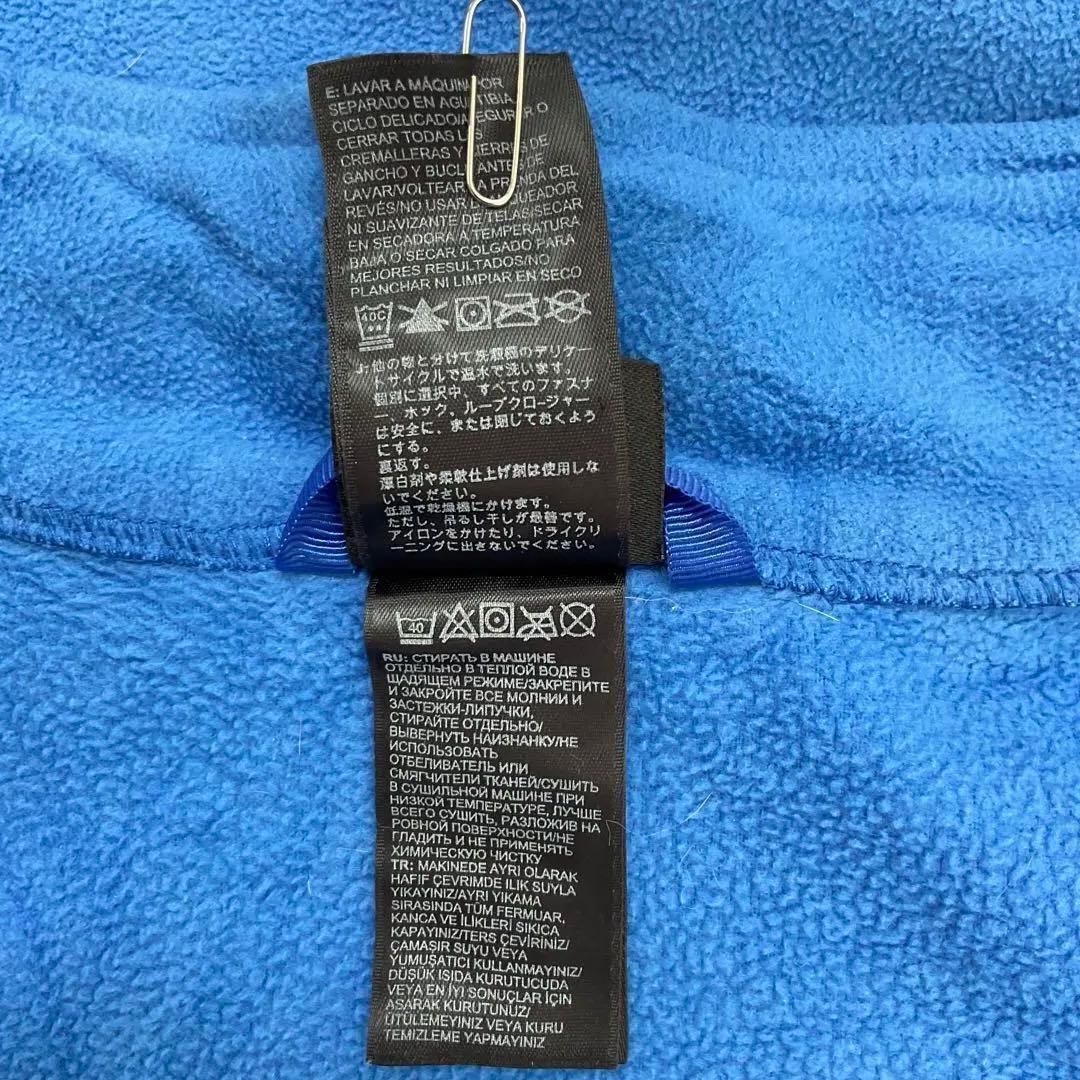 E: LAVAR A MÁQUINA POR
SEPARADO EN AGUA TIBIA
CICLO DELICADO/ASEGURAR O
CERRAR TODAS LAS
CREMALLERAS Y CIERRES DE
GANCHO Y BUCLE ANTES DE
LAVAR/VOLTEAR LA PRENDA DEL
REVÉS/NO USAR BLANQUEADOR
NI SUAVIZANTE DE TELAS/SECAR
EN SECADORA A TEMPERATURA
BAJA O SECAR COLGADO PARA
MEJORES RESULTADOS/NO
PLANCHAR NI LIMPIAR EN SECO
40C
J: 他の物と分けて洗濯機のデリケー
トサイクルで温水で洗います。
個別に選択中、すべてのファスナ
ー、ホック、ループクロージャー
は安全に、または閉じておくよう
にする。
裏返す。
漂白剤や柔軟仕上げ剤は使用しな
いでください。
低温で乾燥機にかけます。
ただし、吊るし干しが最善です。
アイロンをかけたり、ドライクリ
ーニングに出さないでください。
40
RU: СТИРАТЬ В МАШИНЕ
ОТДЕЛЬНО В ТЕПЛОЙ ВОДЕ В
ЩАДЯЩЕМ РЕЖИМЕ/ЗАКРЕПИТЕ
И ЗАКРОЙТЕ ВСЕ МОЛНИИ И
ЗАСТЕЖКИ-ЛИПУЧКИ,
СТИРАЙТЕ ОТДЕЛЬНО/
ВЫВЕРНУТЬ НАИЗНАНКУ/НЕ
ИСПОЛЬЗОВАТЬ
ОТБЕЛИВАТЕЛЬ ИЛИ
СМЯГЧИТЕЛИ ТКАНЕЙ/СУШИТЬ
В СУШИЛЬНОЙ МАШИНЕ ПРИ
НИЗКОЙ ТЕМПЕРАТУРЕ, ЛУЧШЕ
ВСЕГО СУШИТЬ, РАЗЛОЖИВ НА
РОВНОЙ ПОВЕРХНОСТИ/НЕ
ГЛАДИТЬ И НЕ ПРИМЕНЯТЬ
ХИМИЧЕСКУЮ ЧИСТКУ
TR: MAKINEDE AYRI OLARAK
HAFIF ÇEVRIMDE ILIK SUYLA
YIKAYINIZ/AYRI YIKAMA
SIRASINDA TÜM FERMUAR,
KANCA VE İLİKLERİ SIKICA
KAPAYINIZ/TERS ÇEVİRİNİZ/
ÇAMAŞIR SUYU VEYA
YUMUŞATICI KULLANMAYINIZ/
DÜŞÜK ISIDA KURUTUCUDA
VEYA EN İYİ SONUÇLAR İÇİN
ASARAK KURUTUNUZ/
ÜTÜLEMEYINIZ VEYA KURU
TEMIZLEME YAPMAYINIZ